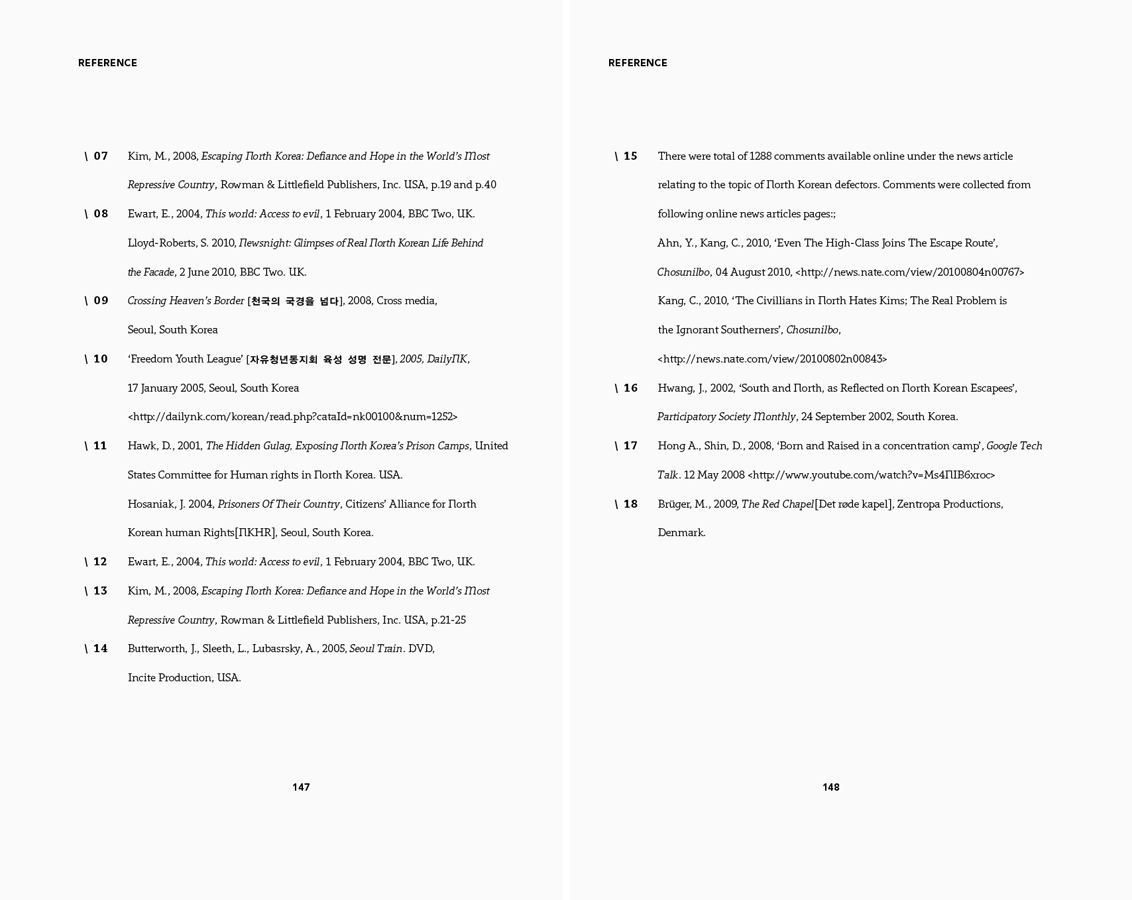 REFERENCE
\ 07 Kim, M., 2008, Escaping North Korea: Defiance and Hope in the World's Most
Repressive Country, Rowman & Littlefield Publishers, Inc. USA, p.19 and p.40
\ 08 Ewart, E., 2004, This world: Access to evil, 1 February 2004, BBC Two, UK.
Lloyd-Roberts, S. 2010, Newsnight: Glimpses of Real North Korean Life Behind
the Facade, 2 June 2010, BBC Two. UK.
\ 09 Crossing Heaven's Border [천국의 국경을 넘다], 2008, Cross media,
Seoul, South Korea
\ 10 'Freedom Youth League' [자유청년동지회 육성 성명 전문], 2005, DailyNK,
17 January 2005, Seoul, South Korea
<http://dailynk.com/korean/read.php?cataId=nk00100&num=1252>
\ 11 Hawk, D., 2001, The Hidden Gulag, Exposing North Korea's Prison Camps, United
States Committee for Human rights in North Korea. USA.
Hosaniak, J. 2004, Prisoners Of Their Country, Citizens' Alliance for North
Korean human Rights[NKHR], Seoul, South Korea.
\ 12 Ewart, E., 2004, This world: Access to evil, 1 February 2004, BBC Two, UK.
\ 13 Kim, M., 2008, Escaping North Korea: Defiance and Hope in the World's Most
Repressive Country, Rowman & Littlefield Publishers, Inc. USA, p.21-25
\ 14 Butterworth, J., Sleeth, L., Lubasrsky, A., 2005, Seoul Train. DVD,
Incite Production, USA.
147
REFERENCE
\ 15 There were total of 1288 comments available online under the news article
relating to the topic of North Korean defectors. Comments were collected from
following online news articles pages:;
Ahn, Y., Kang, C., 2010, 'Even The High-Class Joins The Escape Route',
Chosunilbo, 04 August 2010, <http://news.nate.com/view/20100804n00767>
Kang, C., 2010, 'The Civillians in North Hates Kims; The Real Problem is
the Ignorant Southerners', Chosunilbo,
<http://news.nate.com/view/20100802n00843>
\ 16 Hwang, J., 2002, 'South and North, as Reflected on North Korean Escapees',
Participatory Society Monthly, 24 September 2002, South Korea.
\ 17 Hong A., Shin, D., 2008, 'Born and Raised in a concentration camp', Google Tech
Talk. 12 May 2008 <http://www.youtube.com/watch?v=Ms4NIB6xroc>
\ 18 Brüger, M., 2009, The Red Chapel[Det røde kapel], Zentropa Productions,
Denmark.
148